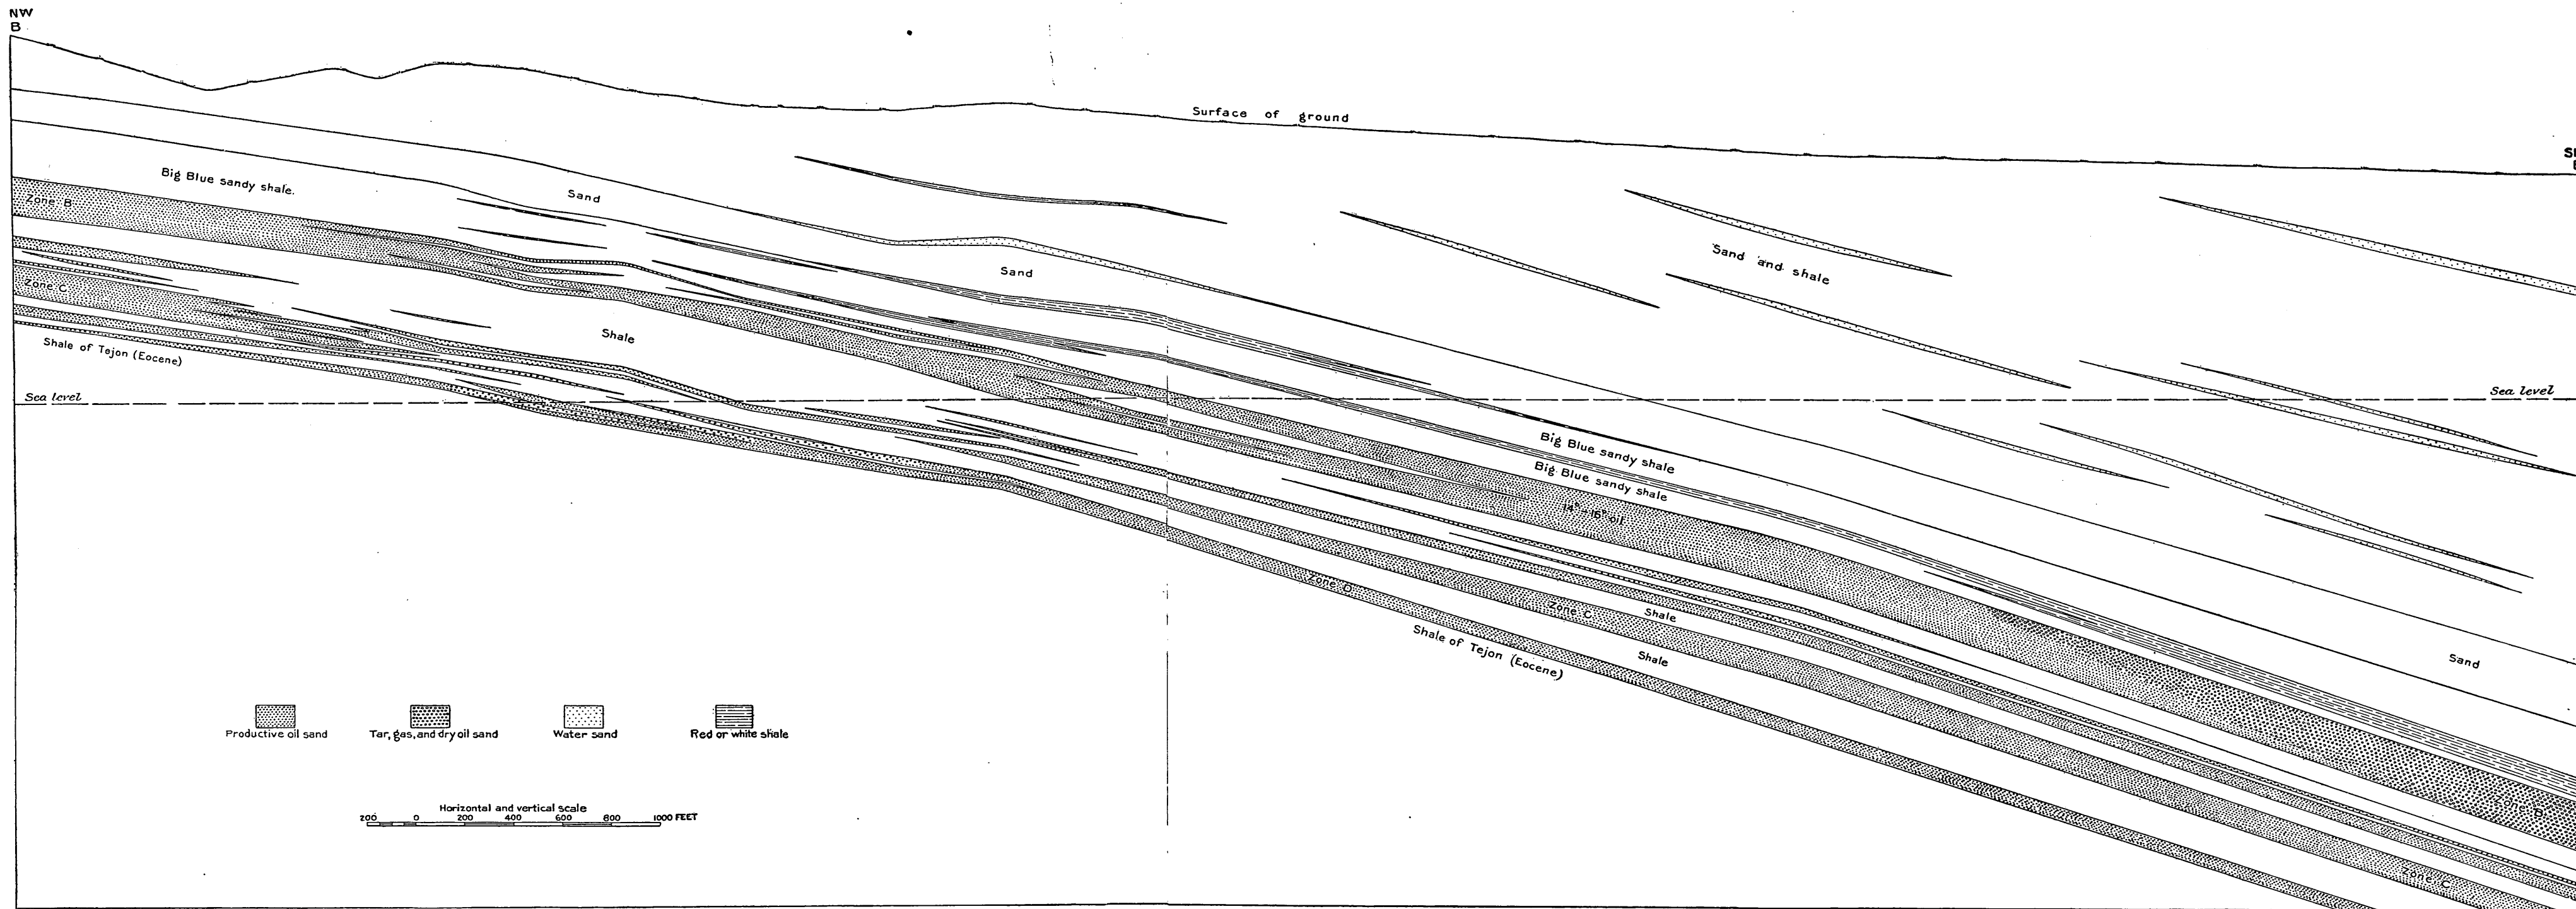 NW
B
Surface of ground
Big Blue sandy shale.
Sand
Zone B
Sand
Sand and shale
Zone C
Shale
Shale of Tejon (Eocene)
Sea level
Sea level
Big Blue sandy shale
Big Blue sandy shale
14°-16° oil
Zone D
Zone C
Shale
Shale of Tejon (Eocene)
Shale
Sand
Zone B
Zone C
Productive oil sand
Tar, gas, and dry oil sand
Water sand
Red or white shale
Horizontal and vertical scale
200 0 200 400 600 800 1000 FEET